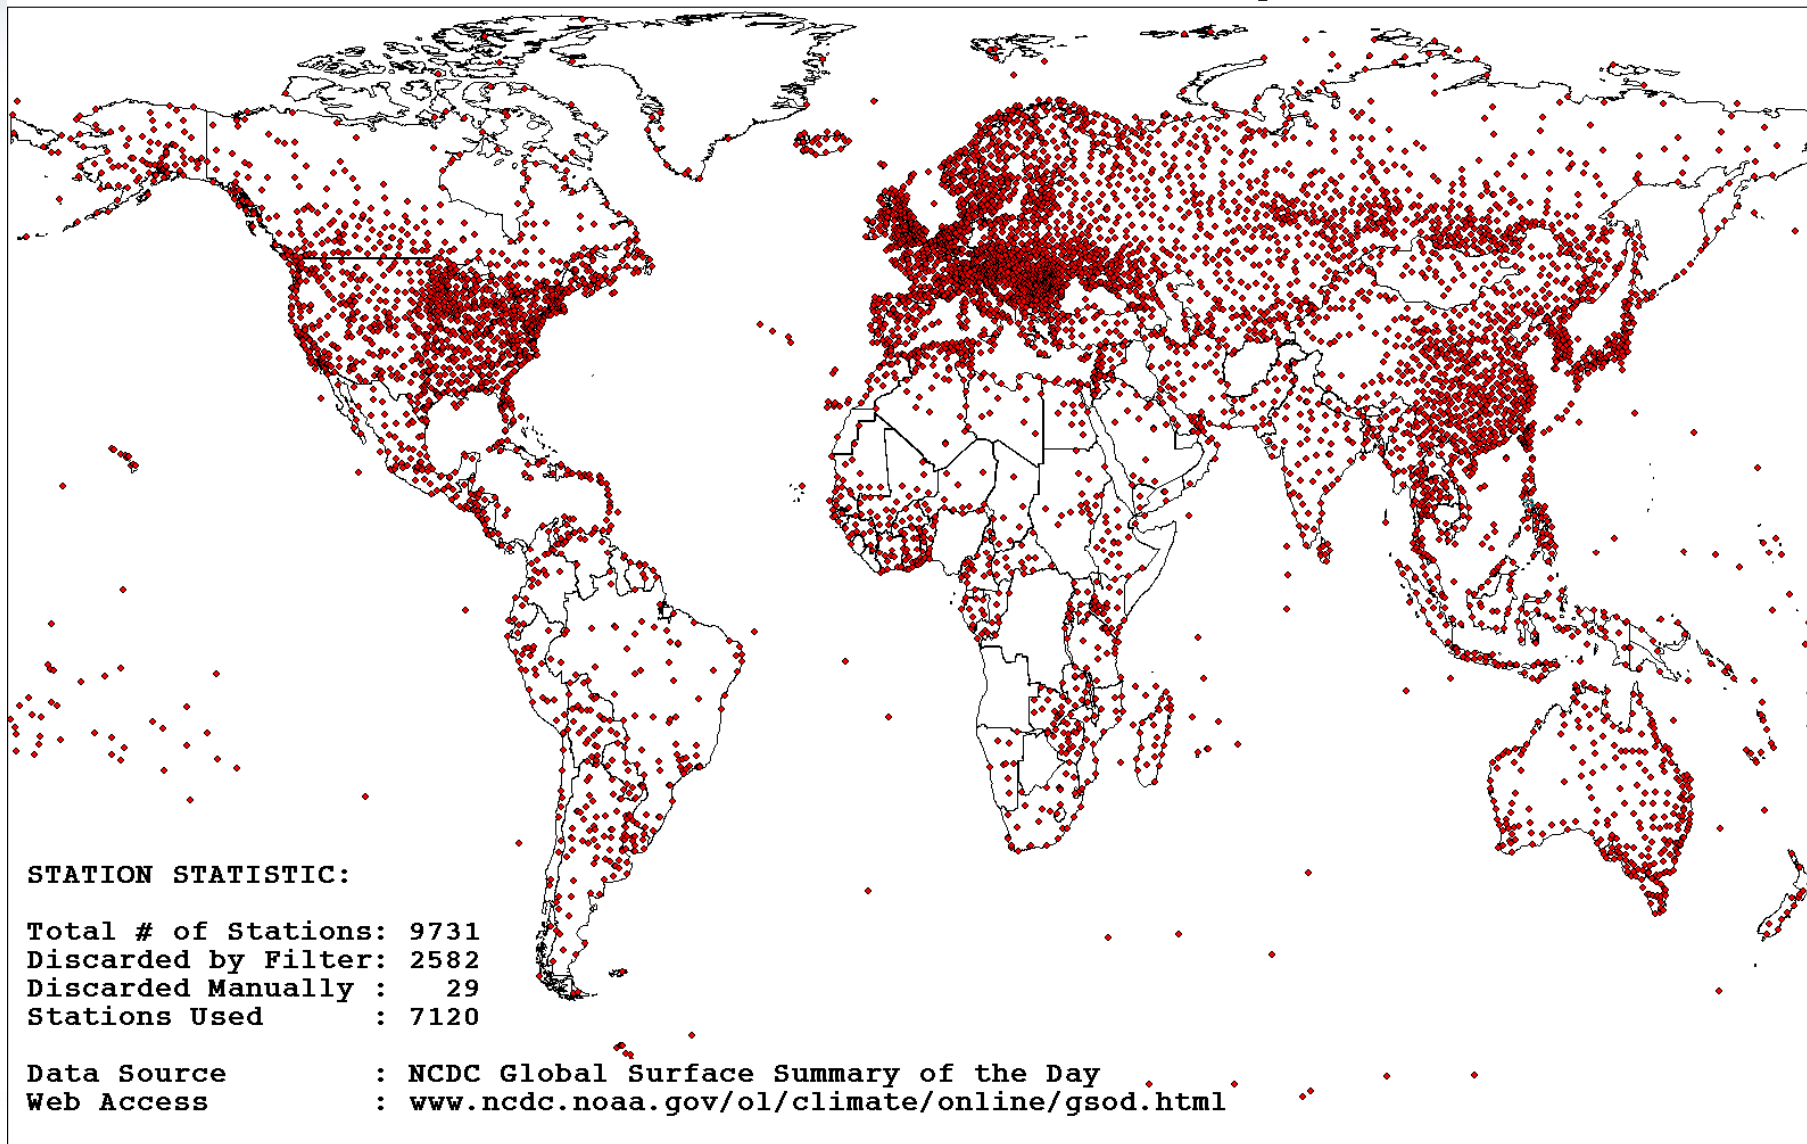 STATION STATISTIC:
Total # of Stations: 9731
Discarded by Filter: 2582
Discarded Manually : 29
Stations Used : 7120
Data Source : NCDC Global Surface Summary of the Day
Web Access : www.ncdc.noaa.gov/ol/climate/online/gsod.html